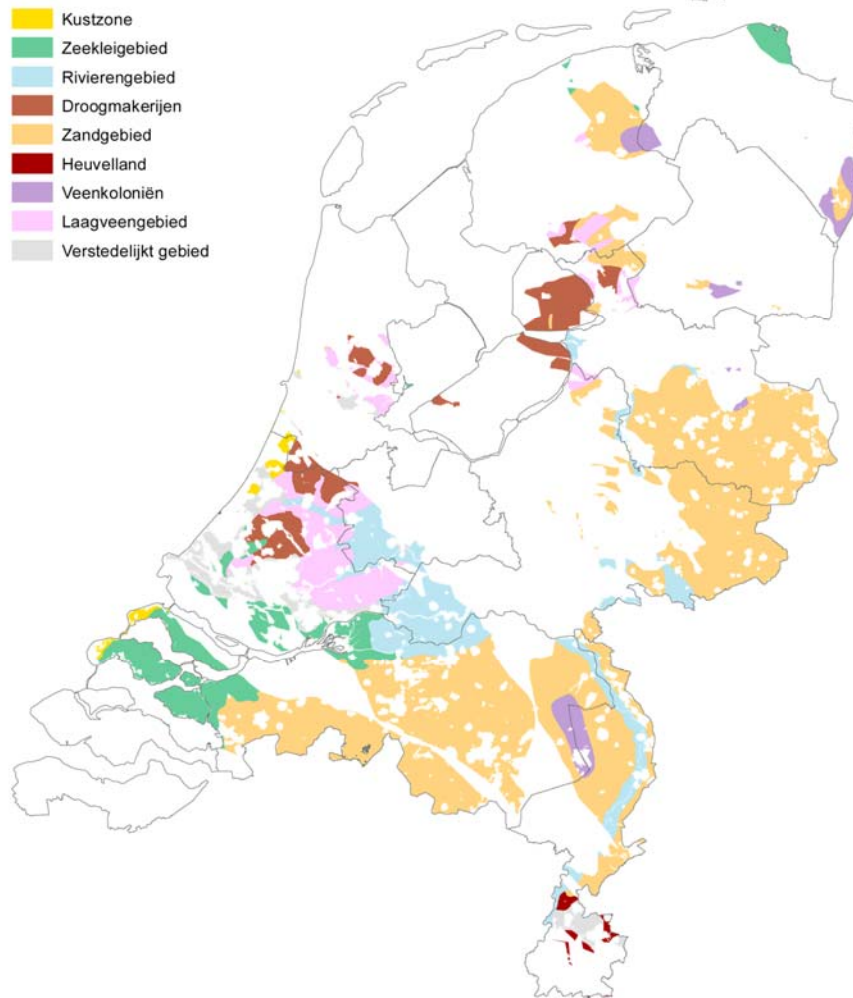 Kustzone
Zeekleigebied
Rivierengebied
Droogmakerijen
Zandgebied
Heuvelland
Veenkoloniën
Laagveengebied
Verstedelijkt gebied